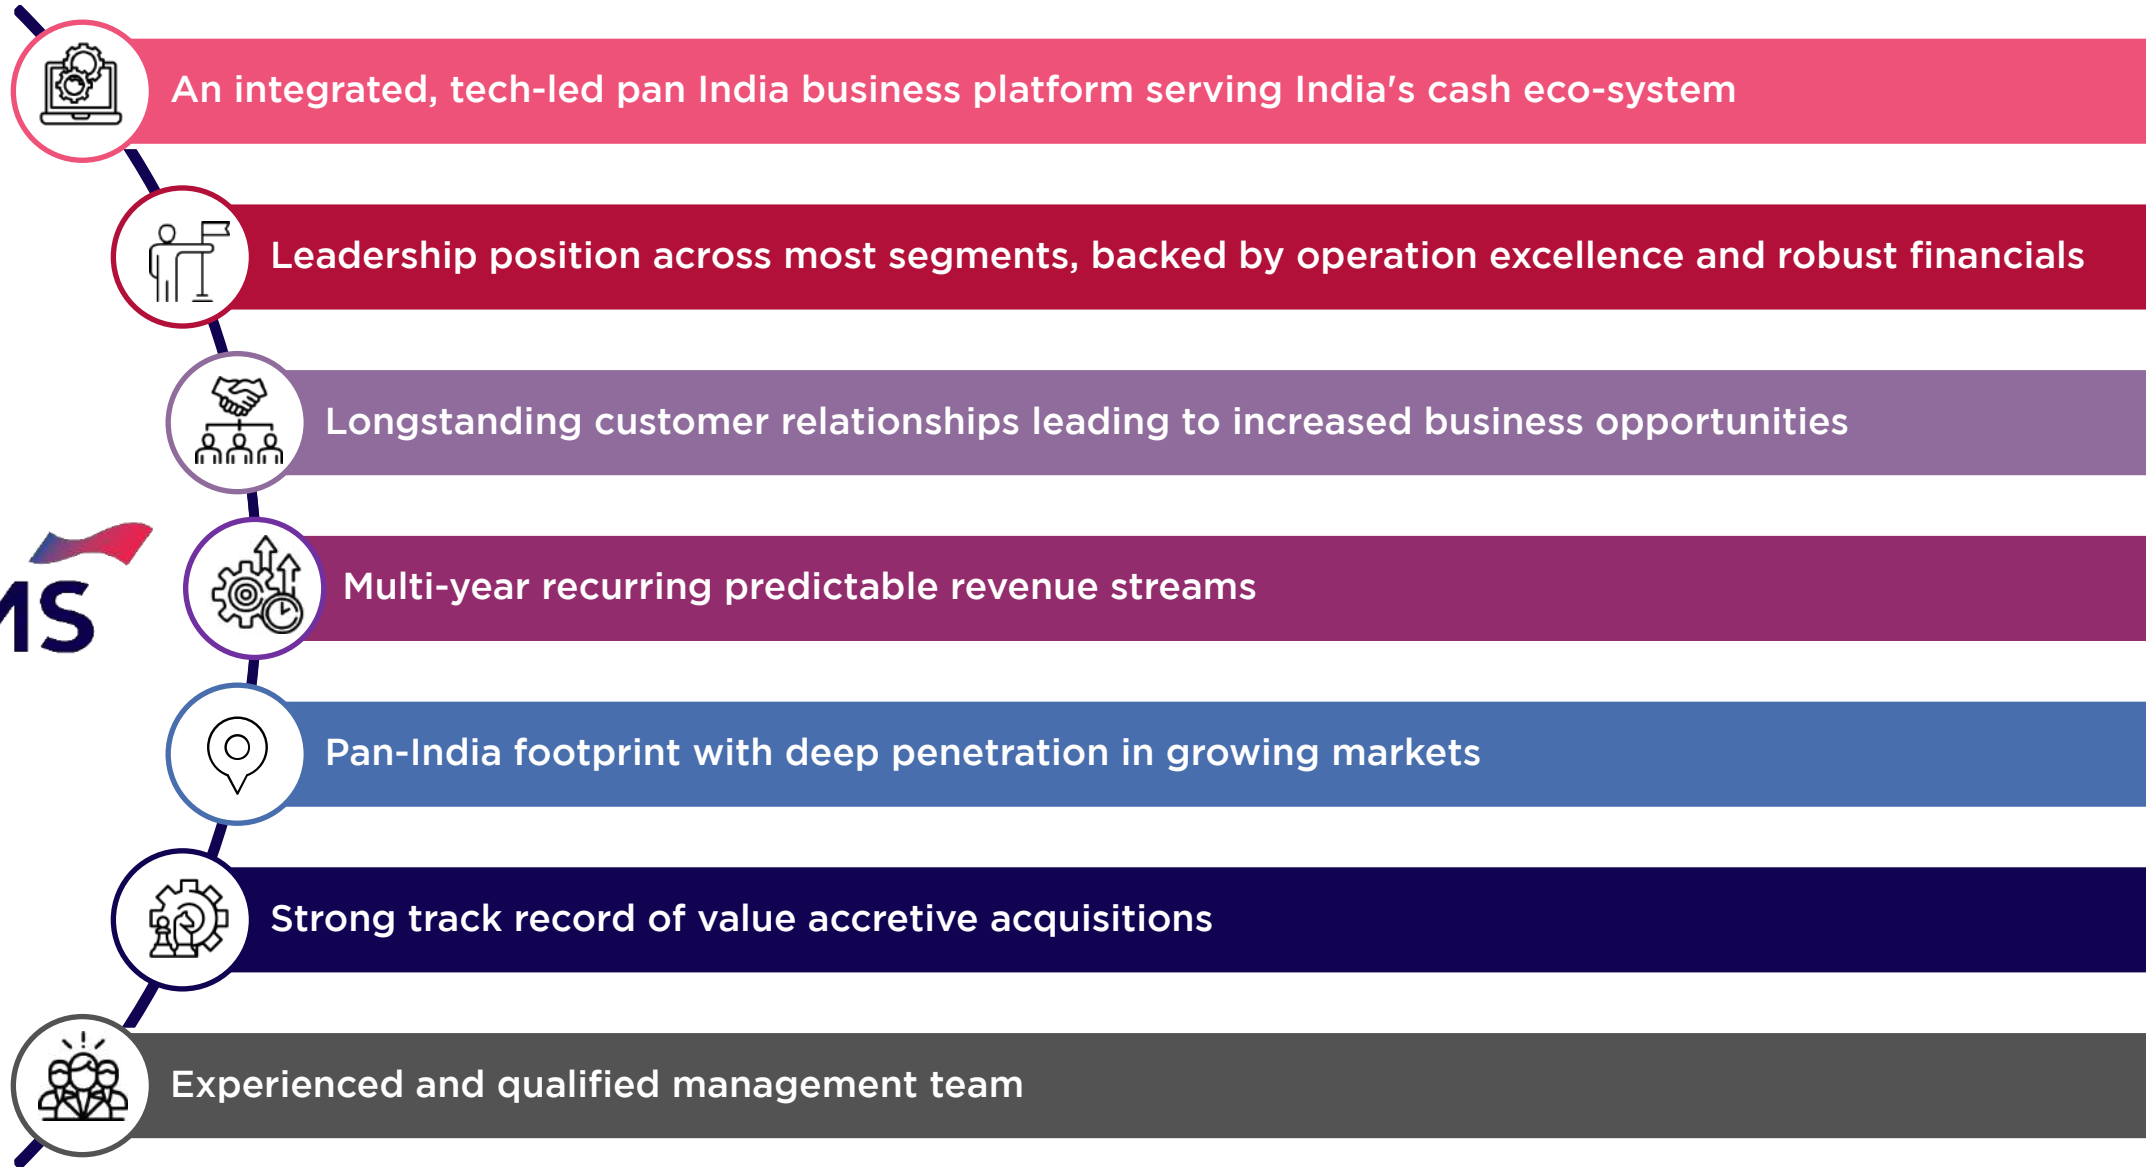 An integrated, tech-led pan India business platform serving India's cash eco-system
Leadership position across most segments, backed by operation excellence and robust financials
Longstanding customer relationships leading to increased business opportunities
MS
Multi-year recurring predictable revenue streams
Pan-India footprint with deep penetration in growing markets
Strong track record of value accretive acquisitions
Experienced and qualified management team